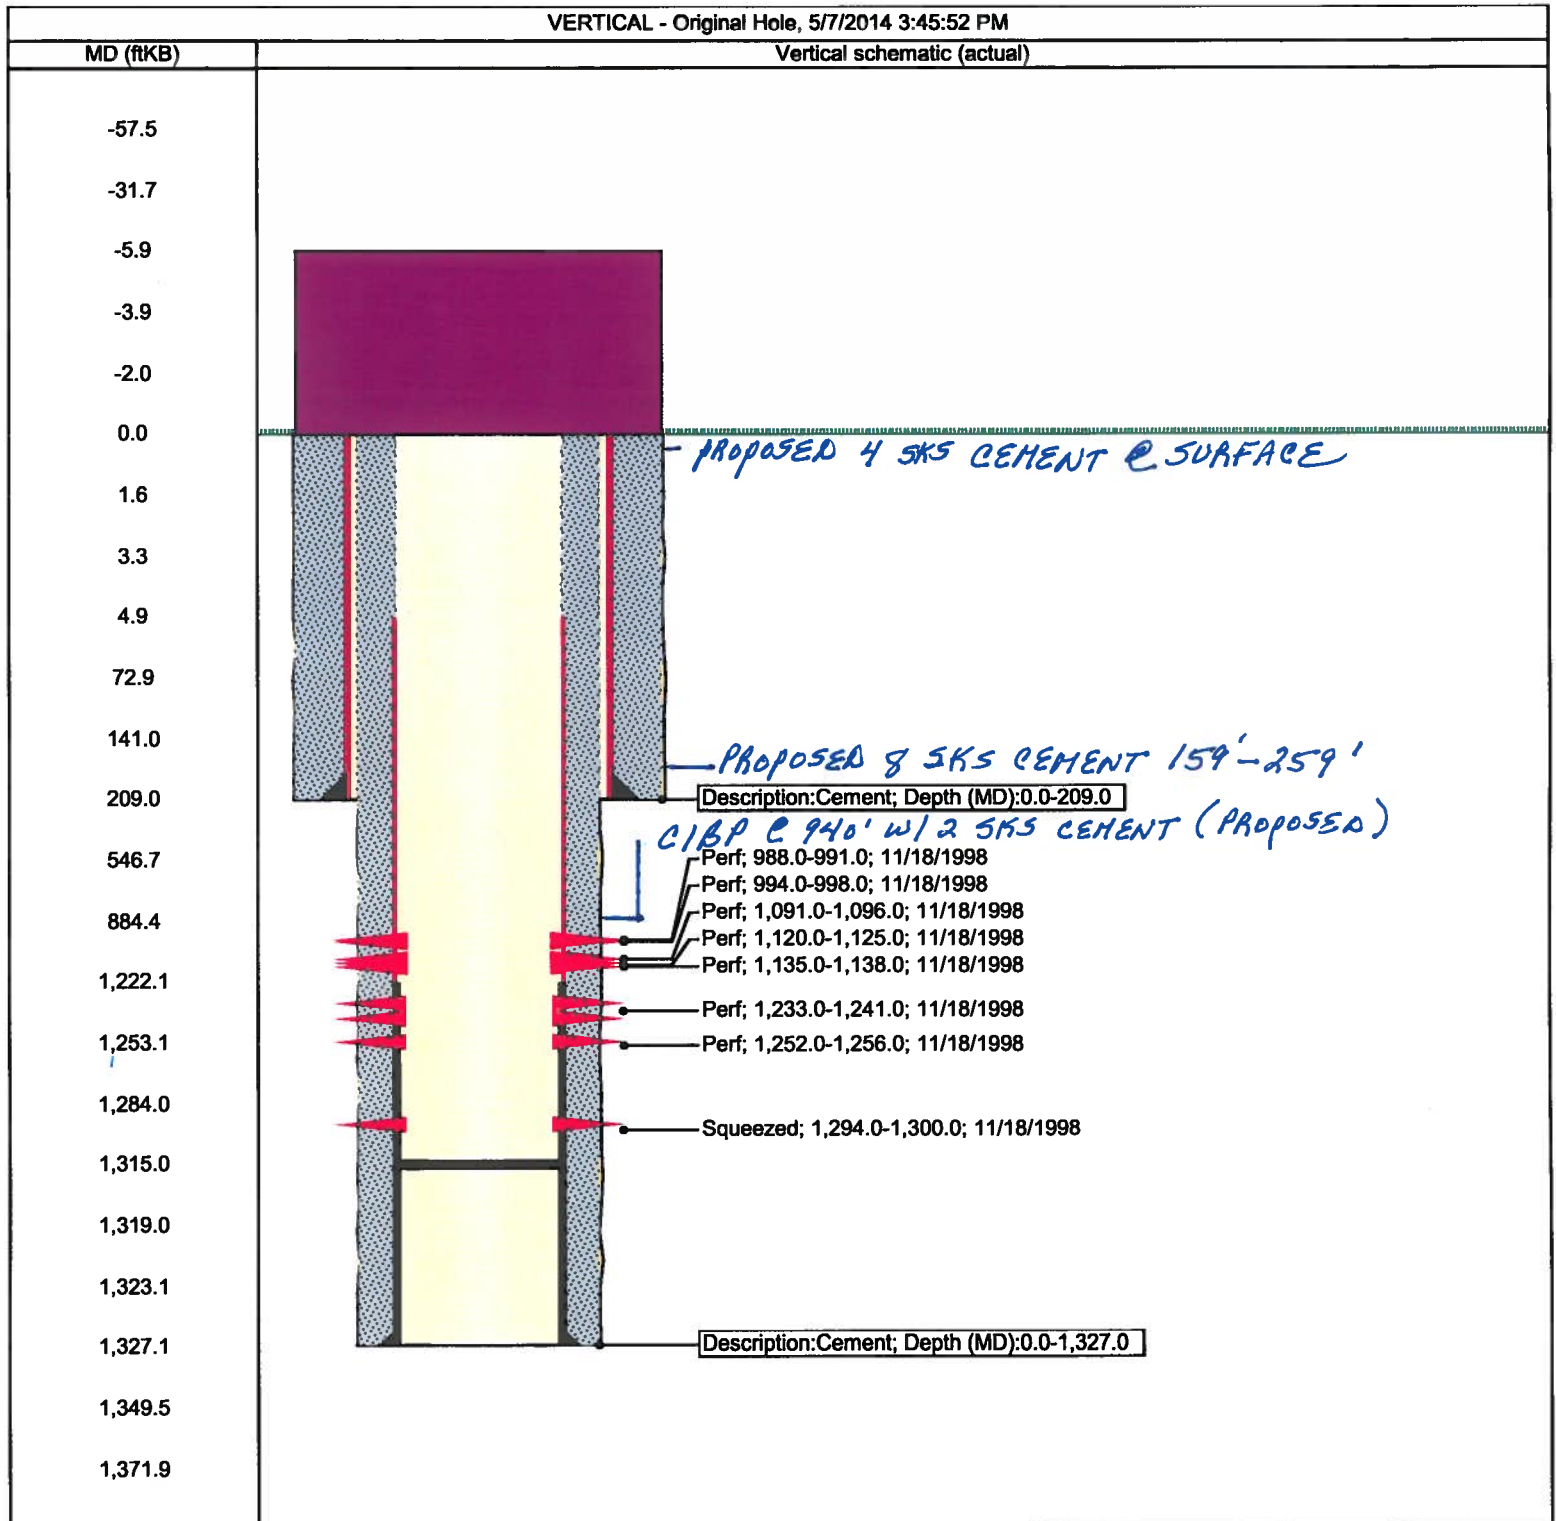 VERTICAL - Original Hole, 5/7/2014 3:45:52 PM
MD (ftKB)
Vertical schematic (actual)
-57.5
-31.7
-5.9
-3.9
-2.0
0.0
PROPOSED 4 SKS CEMENT @ SURFACE
1.6
3.3
4.9
72.9
141.0
PROPOSED 8 SKS CEMENT 159'-259'
209.0
Description:Cement; Depth (MD):0.0-209.0
CIBP @ 940' W/ 2 SKS CEMENT (PROPOSED)
546.7
Perf; 988.0-991.0; 11/18/1998
Perf; 994.0-998.0; 11/18/1998
884.4
Perf; 1,091.0-1,096.0; 11/18/1998
Perf; 1,120.0-1,125.0; 11/18/1998
Perf; 1,135.0-1,138.0; 11/18/1998
1,222.1
Perf; 1,233.0-1,241.0; 11/18/1998
1,253.1
Perf; 1,252.0-1,256.0; 11/18/1998
1,284.0
Squeezed; 1,294.0-1,300.0; 11/18/1998
1,315.0
1,319.0
1,323.1
1,327.1
Description:Cement; Depth (MD):0.0-1,327.0
1,349.5
1,371.9